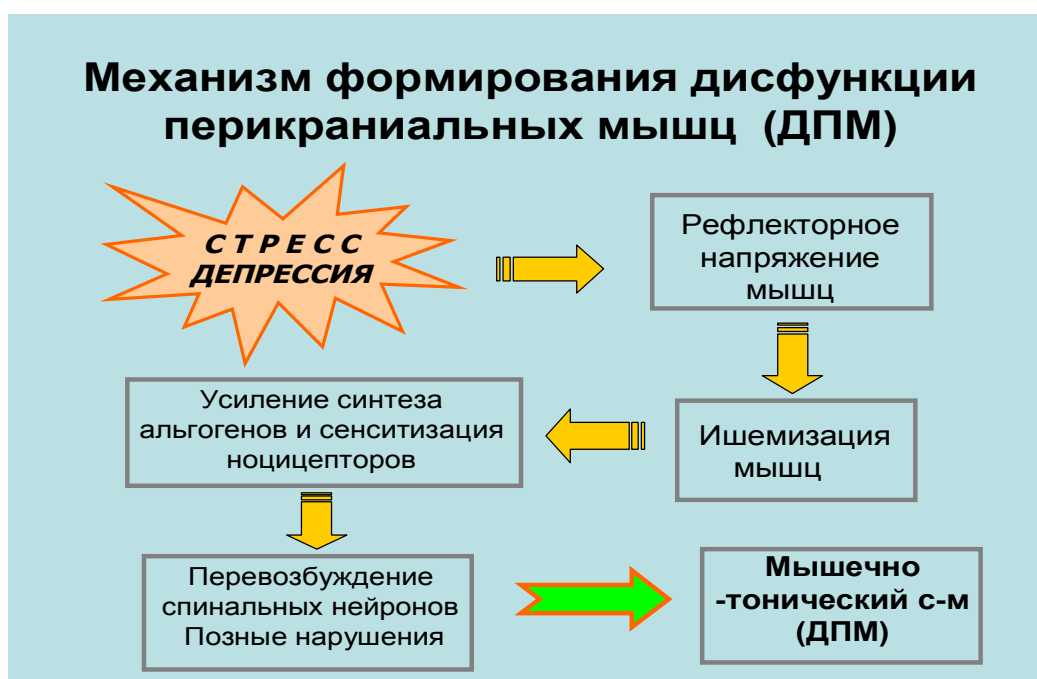 Механизм формирования дисфункции
перикраниальных мышц (ДПМ)
С Т Р Е С С
ДЕПРЕССИЯ
Рефлекторное
напряжение
мышц
Ишемизация
мышц
Усиление синтеза
альгогенов и сенситизация
ноцицепторов
Перевозбуждение
спинальных нейронов
Позные нарушения
Мышечно
-тонический с-м
(ДПМ)